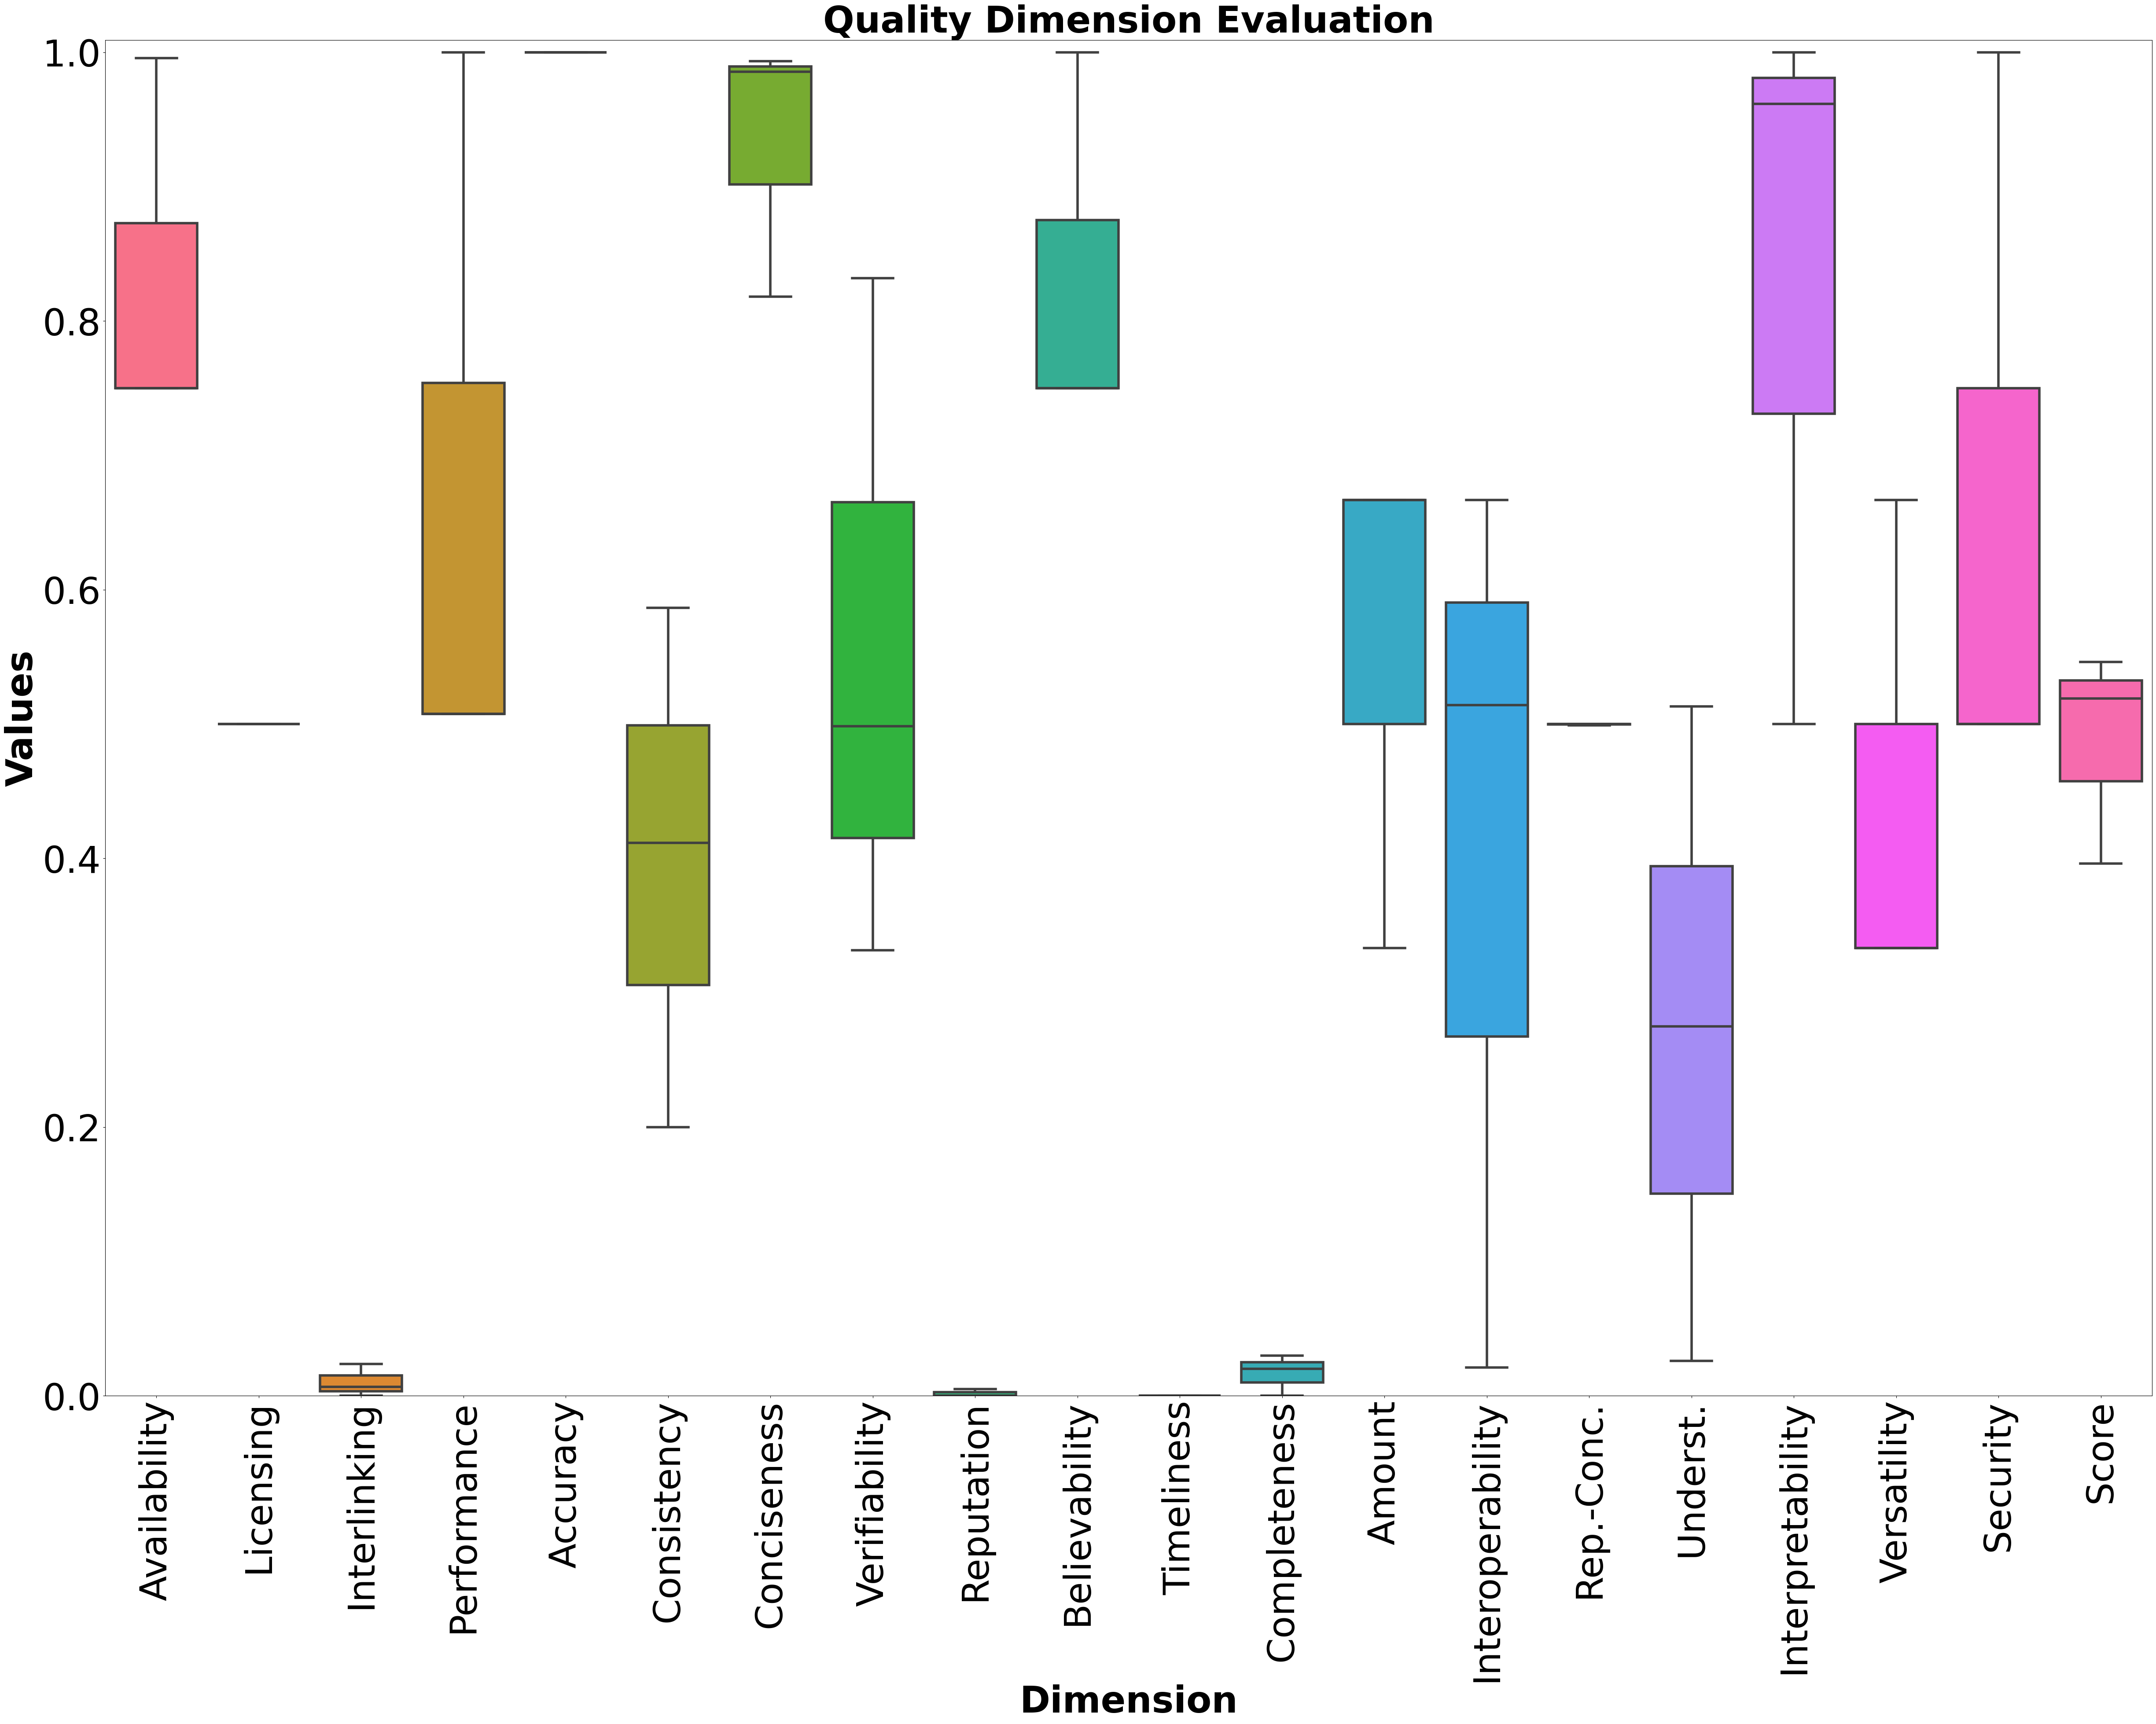 Quality Dimension Evaluation
1.0
0.8
0.6
0.4
0.2
0.0
Values
Availability
Licensing
Interlinking
Performance
Accuracy
Consistency
Conciseness
Verifiability
Reputation
Believability
Timeliness
Completeness
Amount
Interoperability
Rep.-Conc.
Underst.
Interpretability
Versatility
Security
Score
Dimension